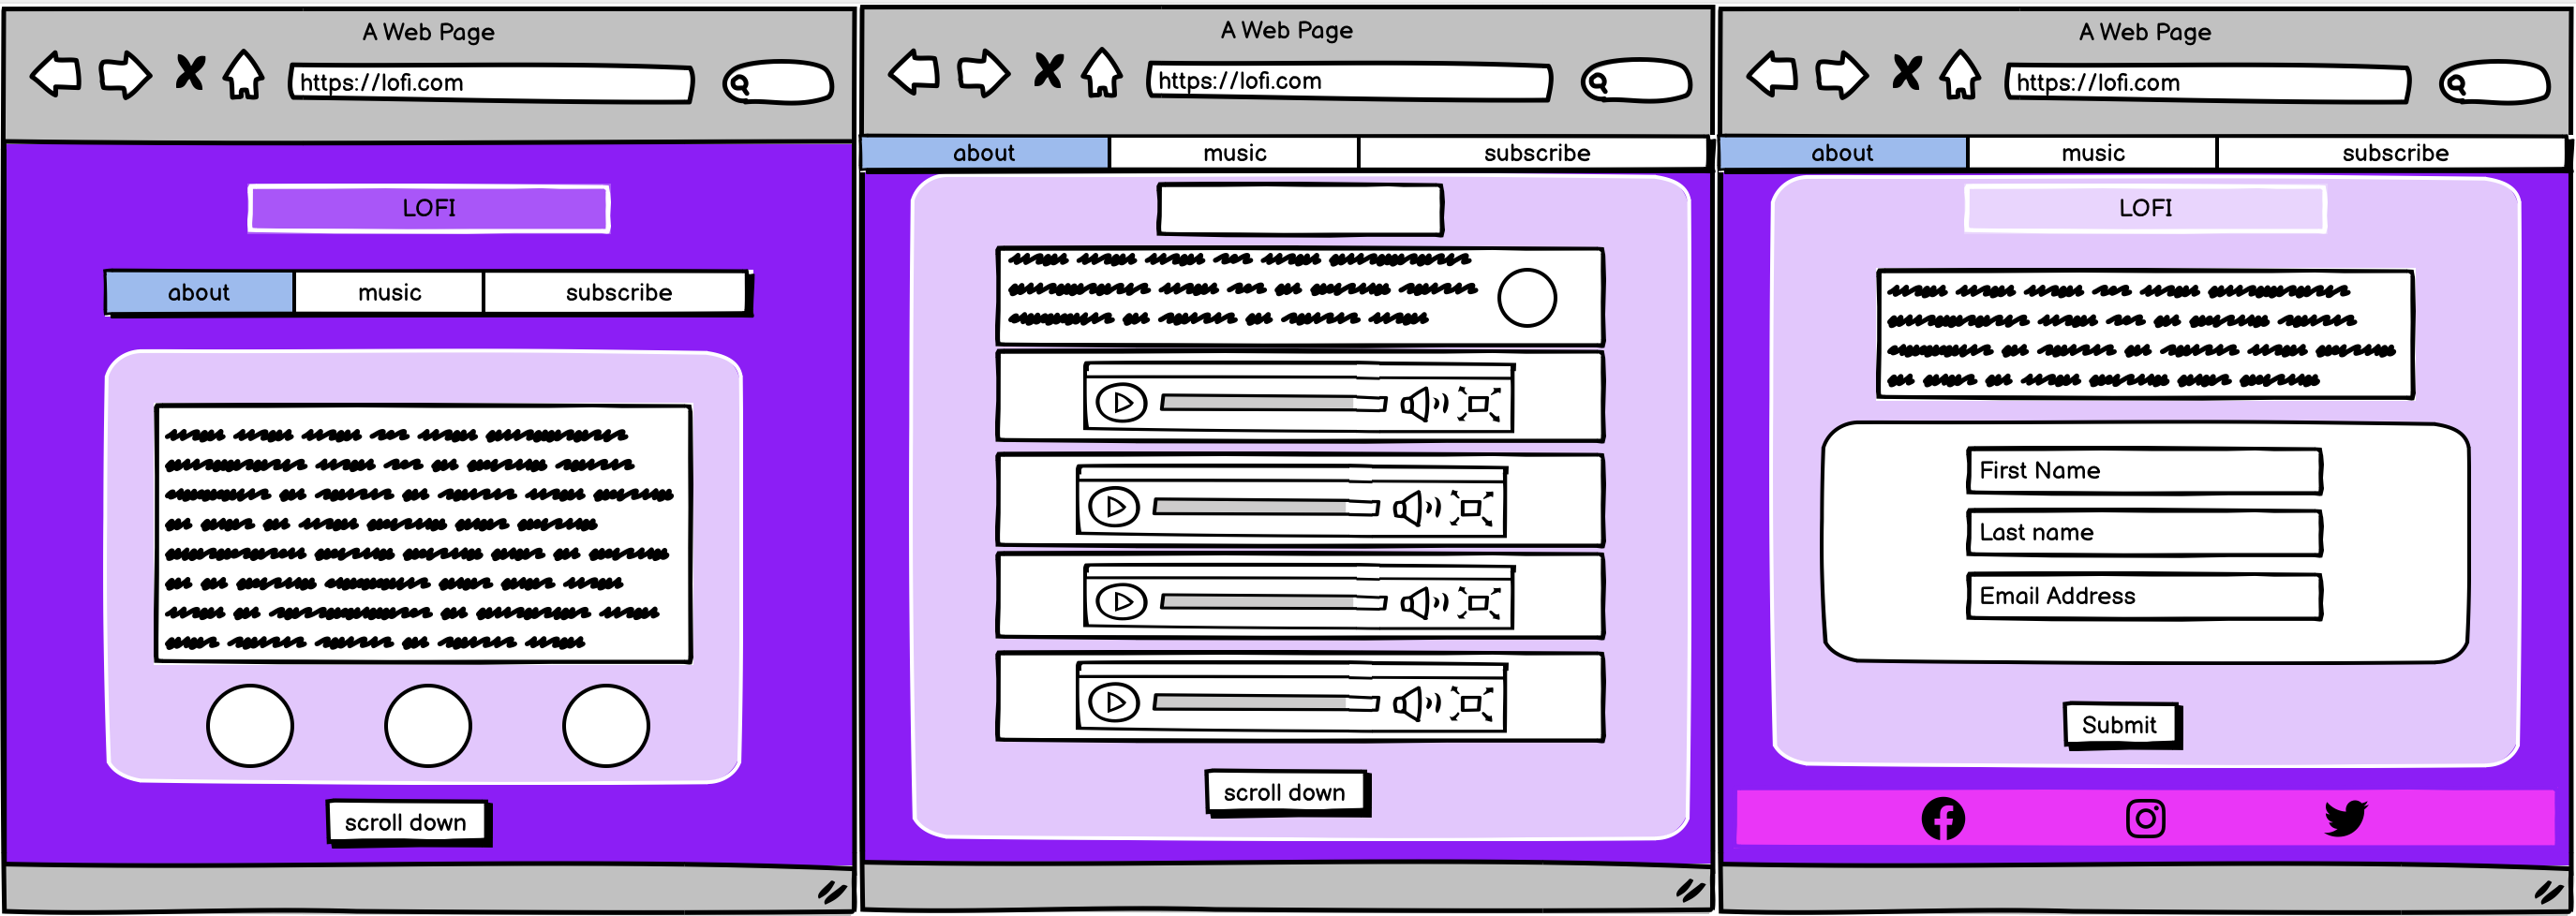 A Web Page
https://lofi.com
LOFI
about music subscribe
scroll down
A Web Page
https://lofi.com
about music subscribe
scroll down
A Web Page
https://lofi.com
about music subscribe
LOFI
First Name
Last name
Email Address
Submit